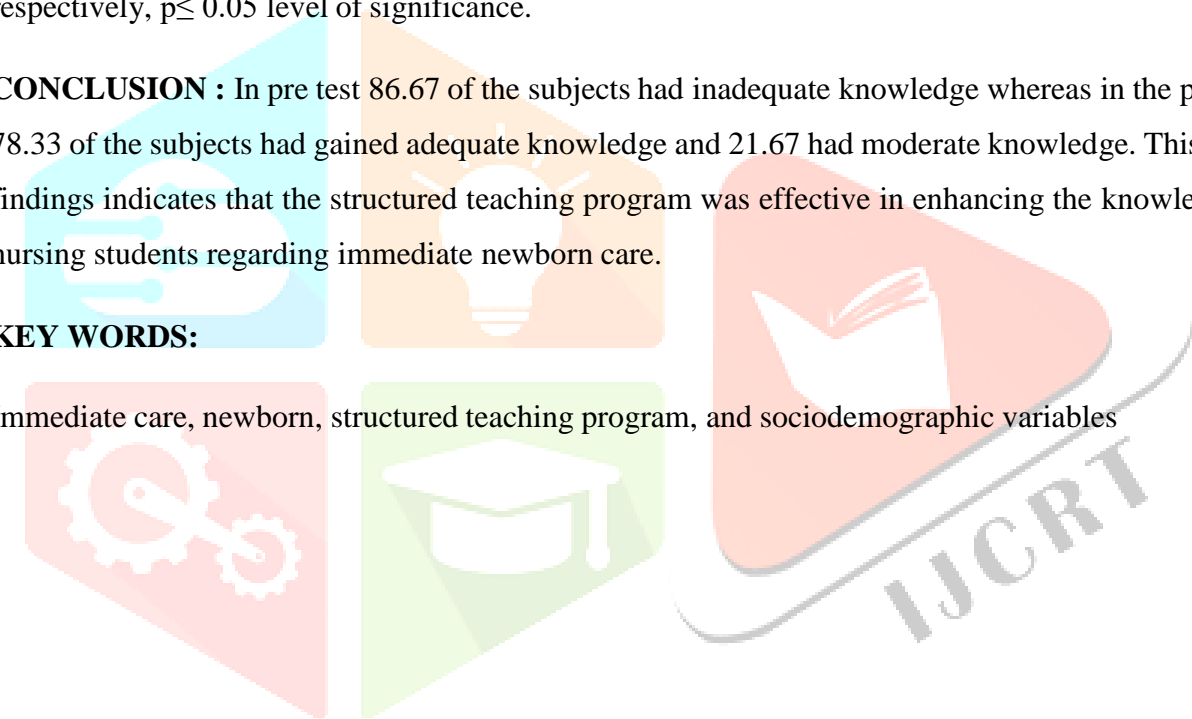 respectively, p≤ 0.05 level of significance.
CONCLUSION : In pre test 86.67 of the subjects had inadequate knowledge whereas in the
78.33 of the subjects had gained adequate knowledge and 21.67 had moderate knowledge. This
findings indicates that the structured teaching program was effective in enhancing the
nursing students regarding immediate newborn care.
KEY WORDS:
immediate care, newborn, structured teaching program, and sociodemographic variables
IJCRT